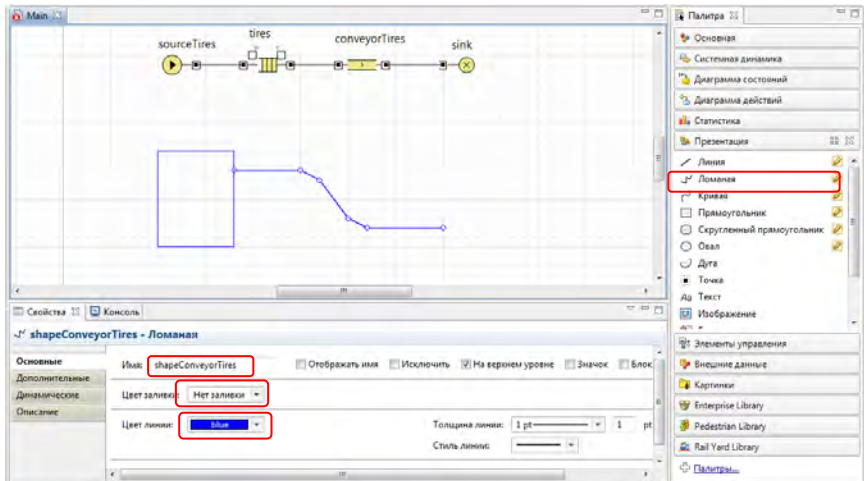 Main
sourceTires
tires
conveyorTires
sink
Свойства
Консоль
shapeConveyorTires - Ломаная
Основные
Дополнительные
Динамические
Описание
Имя: shapeConveyorTires
Отображать имя
Исключить
На верхнем уровне
Значок
Блок
Цвет заливки: Нет заливки
Цвет линии: blue
Толщина линии: 1 pt 1 pt
Стиль линии:
Палитра
Основная
Системная динамика
Диаграмма состояний
Диаграмма действий
Статистика
Презентация
Линия
Ломаная
Кривая
Прямоугольник
Скругленный прямоугольник
Овал
Дуга
Точка
Aa Текст
Изображение
Элементы управления
Внешние данные
Картинки
Enterprise Library
Pedestrian Library
Rail Yard Library
Палитры...